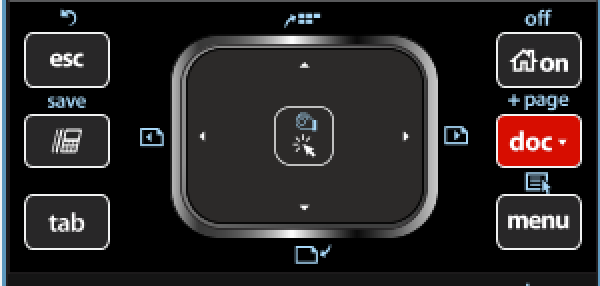 off
esc
on
save
+ page
doc
tab
menu